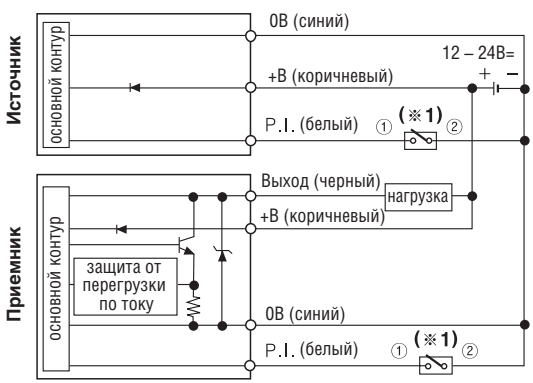 Источник
основной контур
0В (синий)
12 – 24В=
+ –
+В (коричневый)
P.I. (белый)
① (※1) ②
Приемник
основной контур
Выход (черный)
нагрузка
+В (коричневый)
защита от
перегрузки
по току
0В (синий)
P.I. (белый)
① (※1) ②